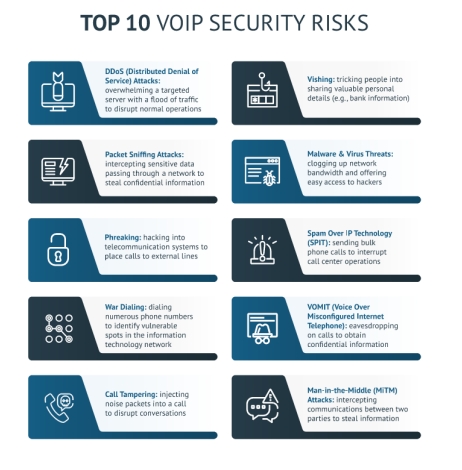 TOP 10 VOIP SECURITY RISKS
DDoS (Distributed Denial of
Service) Attacks:
overwhelming a targeted
server with a flood of traffic
to disrupt normal operations
Vishing: tricking people into
sharing valuable personal
details (e.g., bank information)
Packet Sniffing Attacks:
intercepting sensitive data
passing through a network to
steal confidential information
Malware & Virus Threats:
clogging up network
bandwidth and offering
easy access to hackers
Phreaking: hacking into
telecommunication systems to
place calls to external lines
Spam Over IP Technology
(SPIT): sending bulk
phone calls to interrupt
call center operations
War Dialing: dialing
numerous phone numbers
to identify vulnerable
spots in the information
technology network
VOMIT (Voice Over
Misconfigured Internet
Telephone): eavesdropping
on calls to obtain
confidential information
Call Tampering: injecting
noise packets into a call
to disrupt conversations
Man-in-the-Middle (MiTM)
Attacks: intercepting
communications between two
parties to steal information